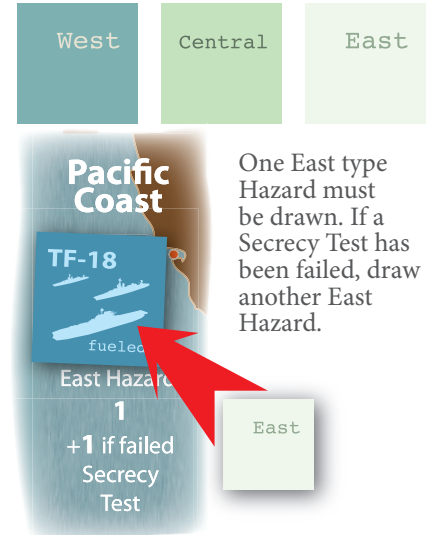 West
Central
East
Pacific
Coast
TF-18
fueled
East Hazard
1
+1 if failed
Secrecy
Test
One East type
Hazard must
be drawn. If a
Secrecy Test has
been failed, draw
another East
Hazard.
East